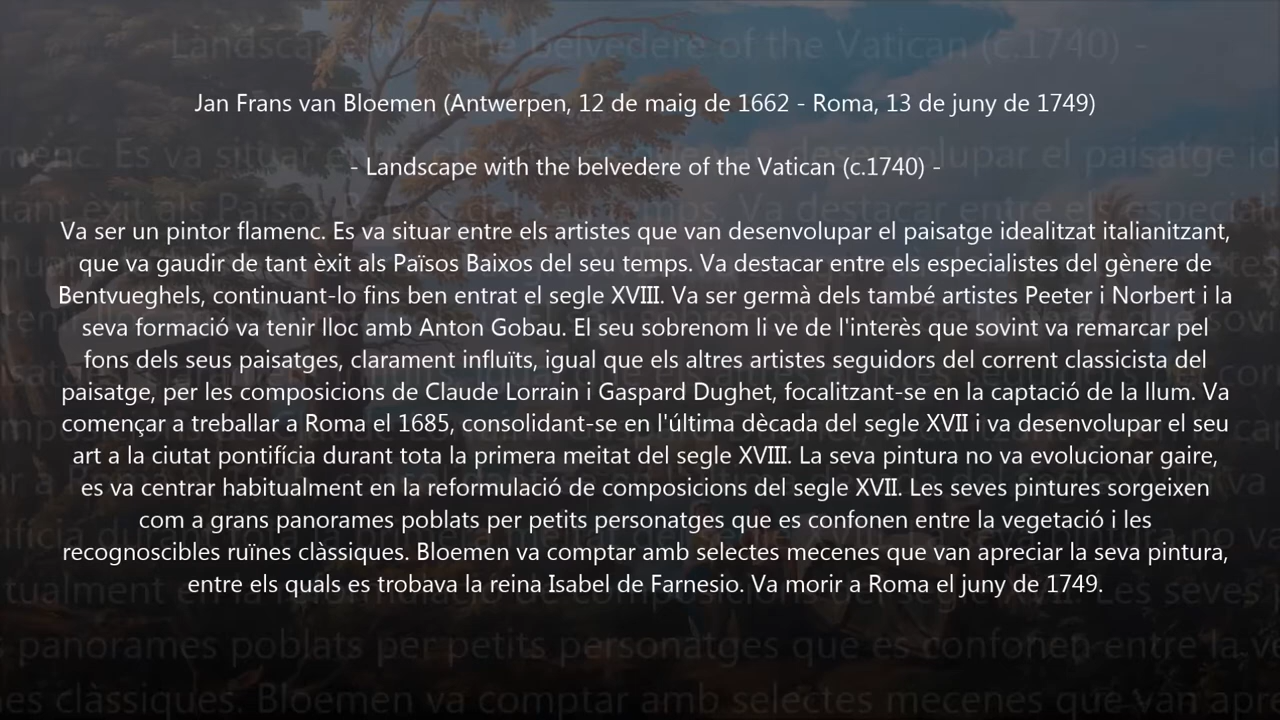 Jan Frans van Bloemen (Antwerpen, 12 de maig de 1662 - Roma, 13 de juny de 1749)
- Landscape with the belvedere of the Vatican (c.1740) -
Va ser un pintor flamenc. Es va situar entre els artistes que van desenvolupar el paisatge idealitzat italianitzant,
que va gaudir de tant èxit als Països Baixos del seu temps. Va destacar entre els especialistes del gènere de
Bentvueghels, continuant-lo fins ben entrat el segle XVIII. Va ser germà dels també artistes Peeter i Norbert i la
seva formació va tenir lloc amb Anton Gobau. El seu sobrenom li ve de l'interès que sovint va remarcar pel
fons dels seus paisatges, clarament influïts, igual que els altres artistes seguidors del corrent classicista del
paisatge, per les composicions de Claude Lorrain i Gaspard Dughet, focalitzant-se en la captació de la llum. Va
començar a treballar a Roma el 1685, consolidant-se en l'última dècada del segle XVII i va desenvolupar el seu
art a la ciutat pontifícia durant tota la primera meitat del segle XVIII. La seva pintura no va evolucionar gaire,
es va centrar habitualment en la reformulació de composicions del segle XVII. Les seves pintures sorgeixen
com a grans panorames poblats per petits personatges que es confonen entre la vegetació i les
recognoscibles ruïnes clàssiques. Bloemen va comptar amb selectes mecenes que van apreciar la seva pintura,
entre els quals es trobava la reina Isabel de Farnesio. Va morir a Roma el juny de 1749.